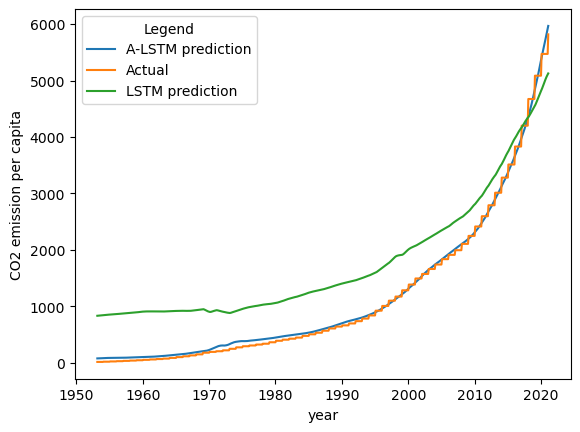 Legend
A-LSTM prediction
Actual
LSTM prediction
CO2 emission per capita
6000
5000
4000
3000
2000
1000
0
1950
1960
1970
1980
1990
2000
2010
2020
year